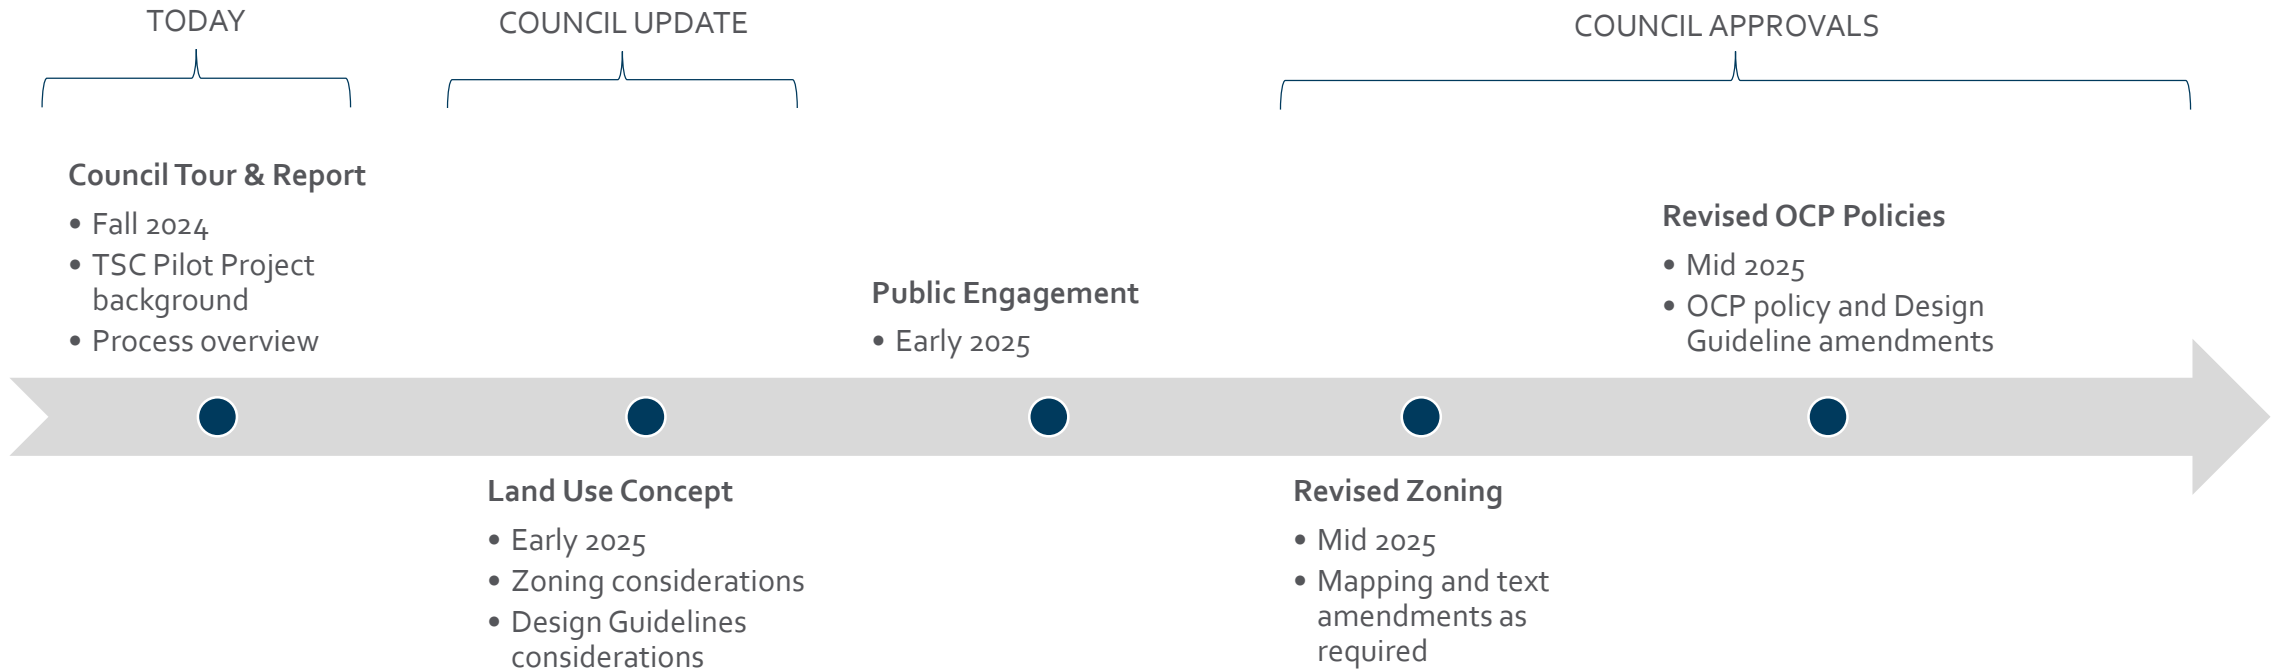 TODAY
COUNCIL UPDATE
COUNCIL APPROVALS
Council Tour & Report
• Fall 2024
• TSC Pilot Project
background
• Process overview
Land Use Concept
• Early 2025
• Zoning considerations
• Design Guidelines
considerations
Public Engagement
• Early 2025
Revised Zoning
• Mid 2025
• Mapping and text
amendments as
required
Revised OCP Policies
• Mid 2025
• OCP policy and Design
Guideline amendments